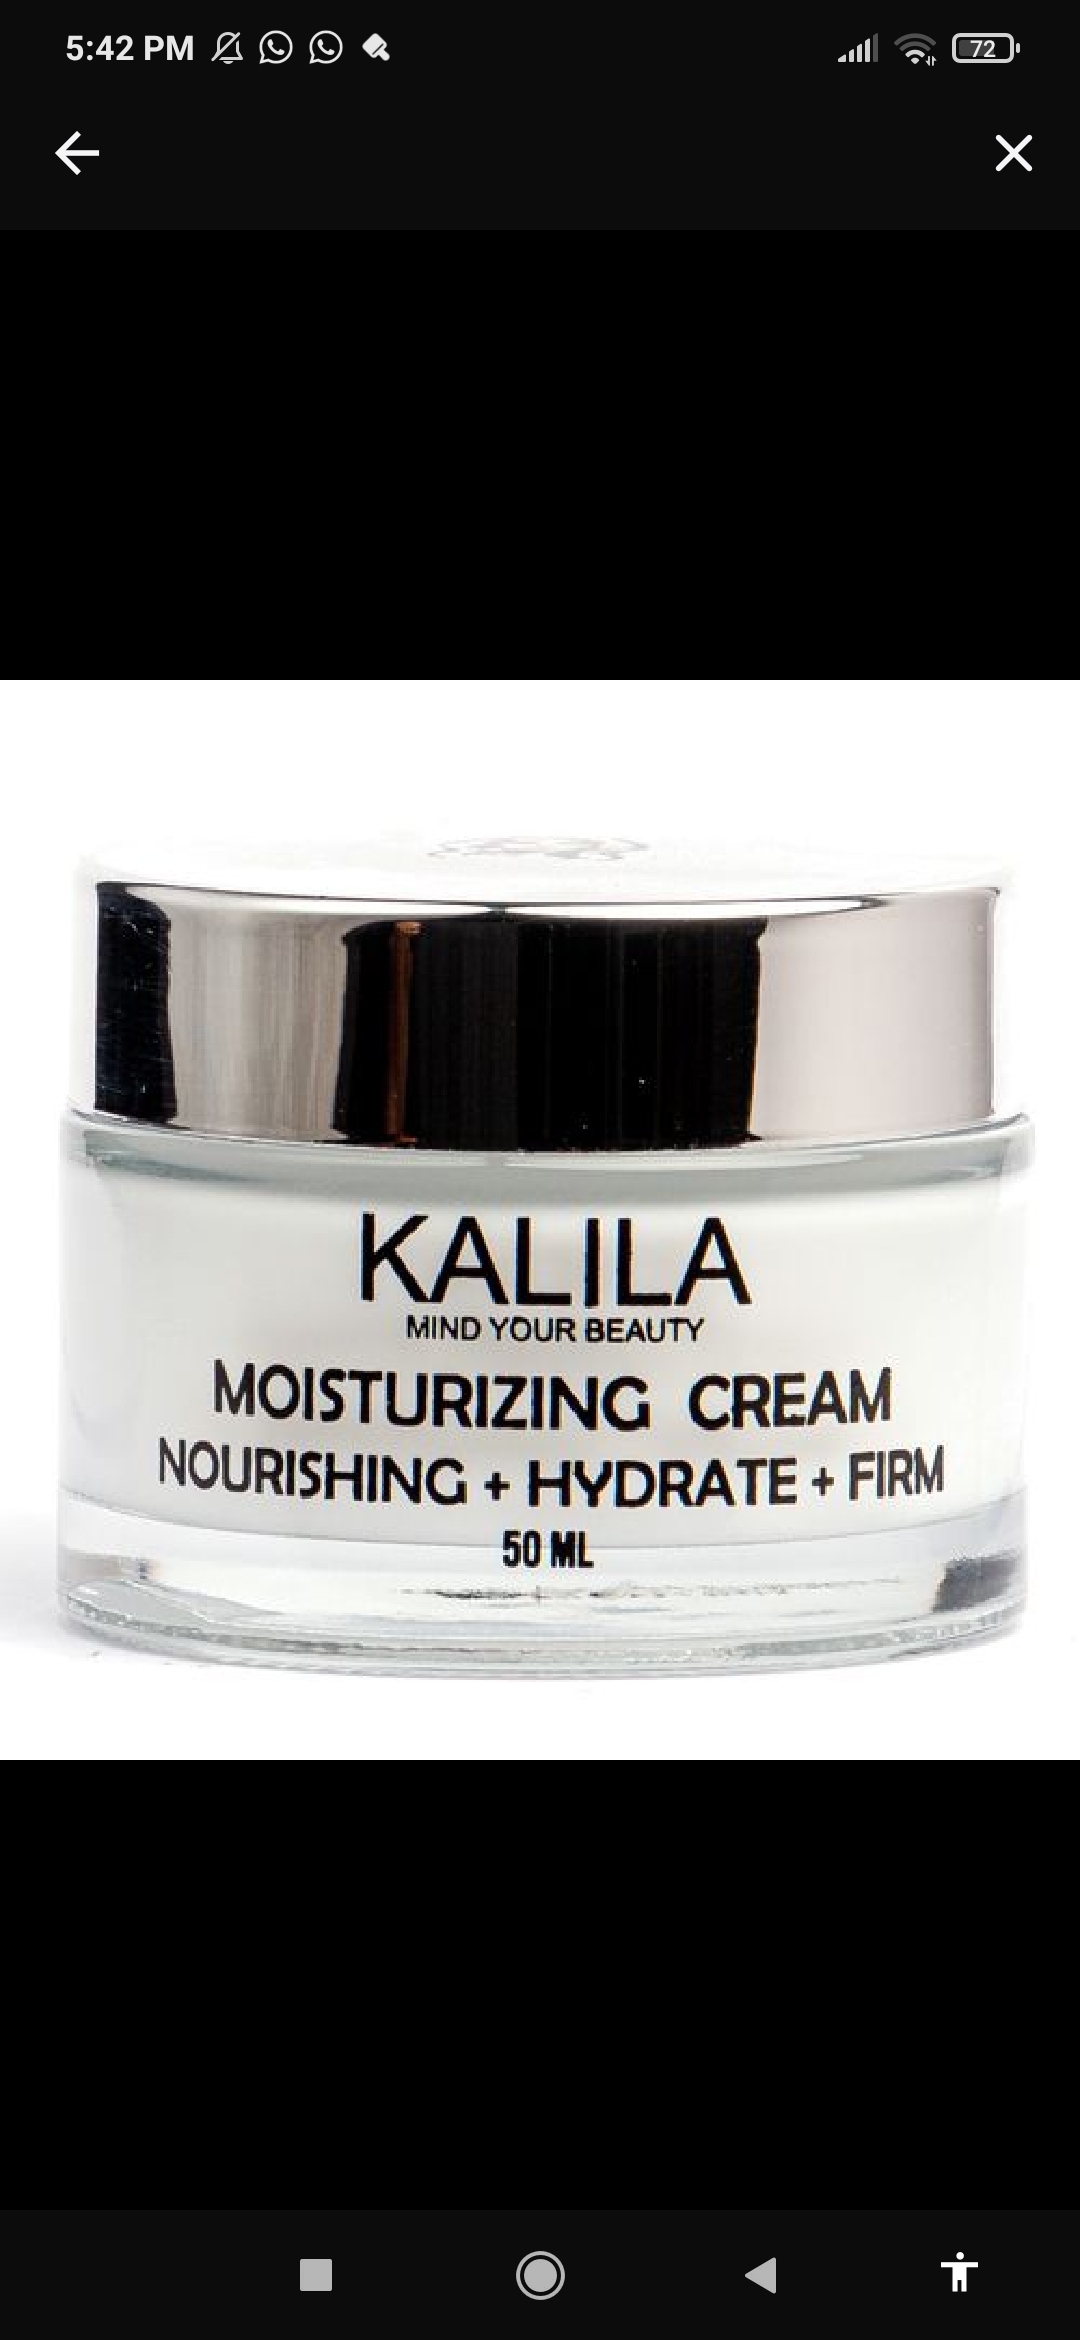 5:42 PM
72
KALILA
MIND YOUR BEAUTY
MOISTURIZING CREAM
NOURISHING + HYDRATE + FIRM
50 ML